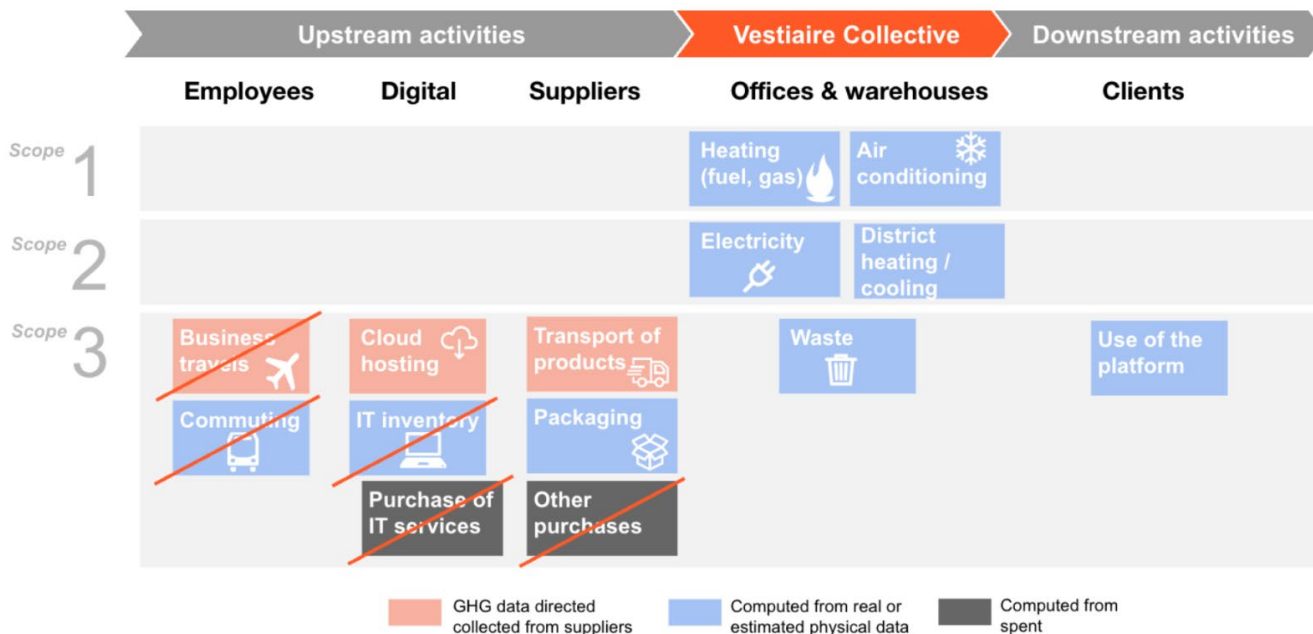 Upstream activities
Vestiaire Collective
Downstream activities
Employees
Digital
Suppliers
Offices & warehouses
Clients
Scope 1
Heating
(fuel, gas)
Air
conditioning
Scope 2
Electricity
District
heating /
cooling
Scope 3
Business
travels
Cloud
hosting
Transport of
products
Waste
Use of the
platform
Commuting
IT inventory
Packaging
Purchase of
IT services
Other
purchases
GHG data directed
collected from suppliers
Computed from real or
estimated physical data
Computed from
spent